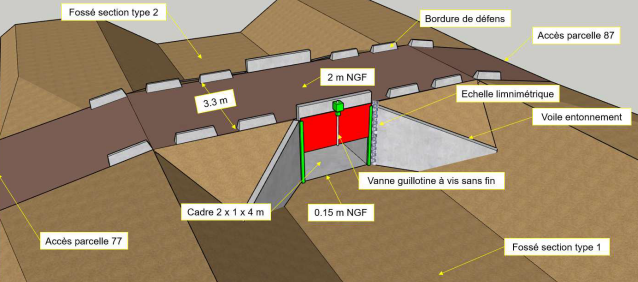 Fossé section type 2
Bordure de défens
Accès parcelle 87
2 m NGF
Echelle limnimétrique
3.3 m
Voile entonnement
Vanne guillotine à vis sans fin
Cadre 2 x 1 x 4 m
0.15 m NGF
Accès parcelle 77
Fossé section type 1